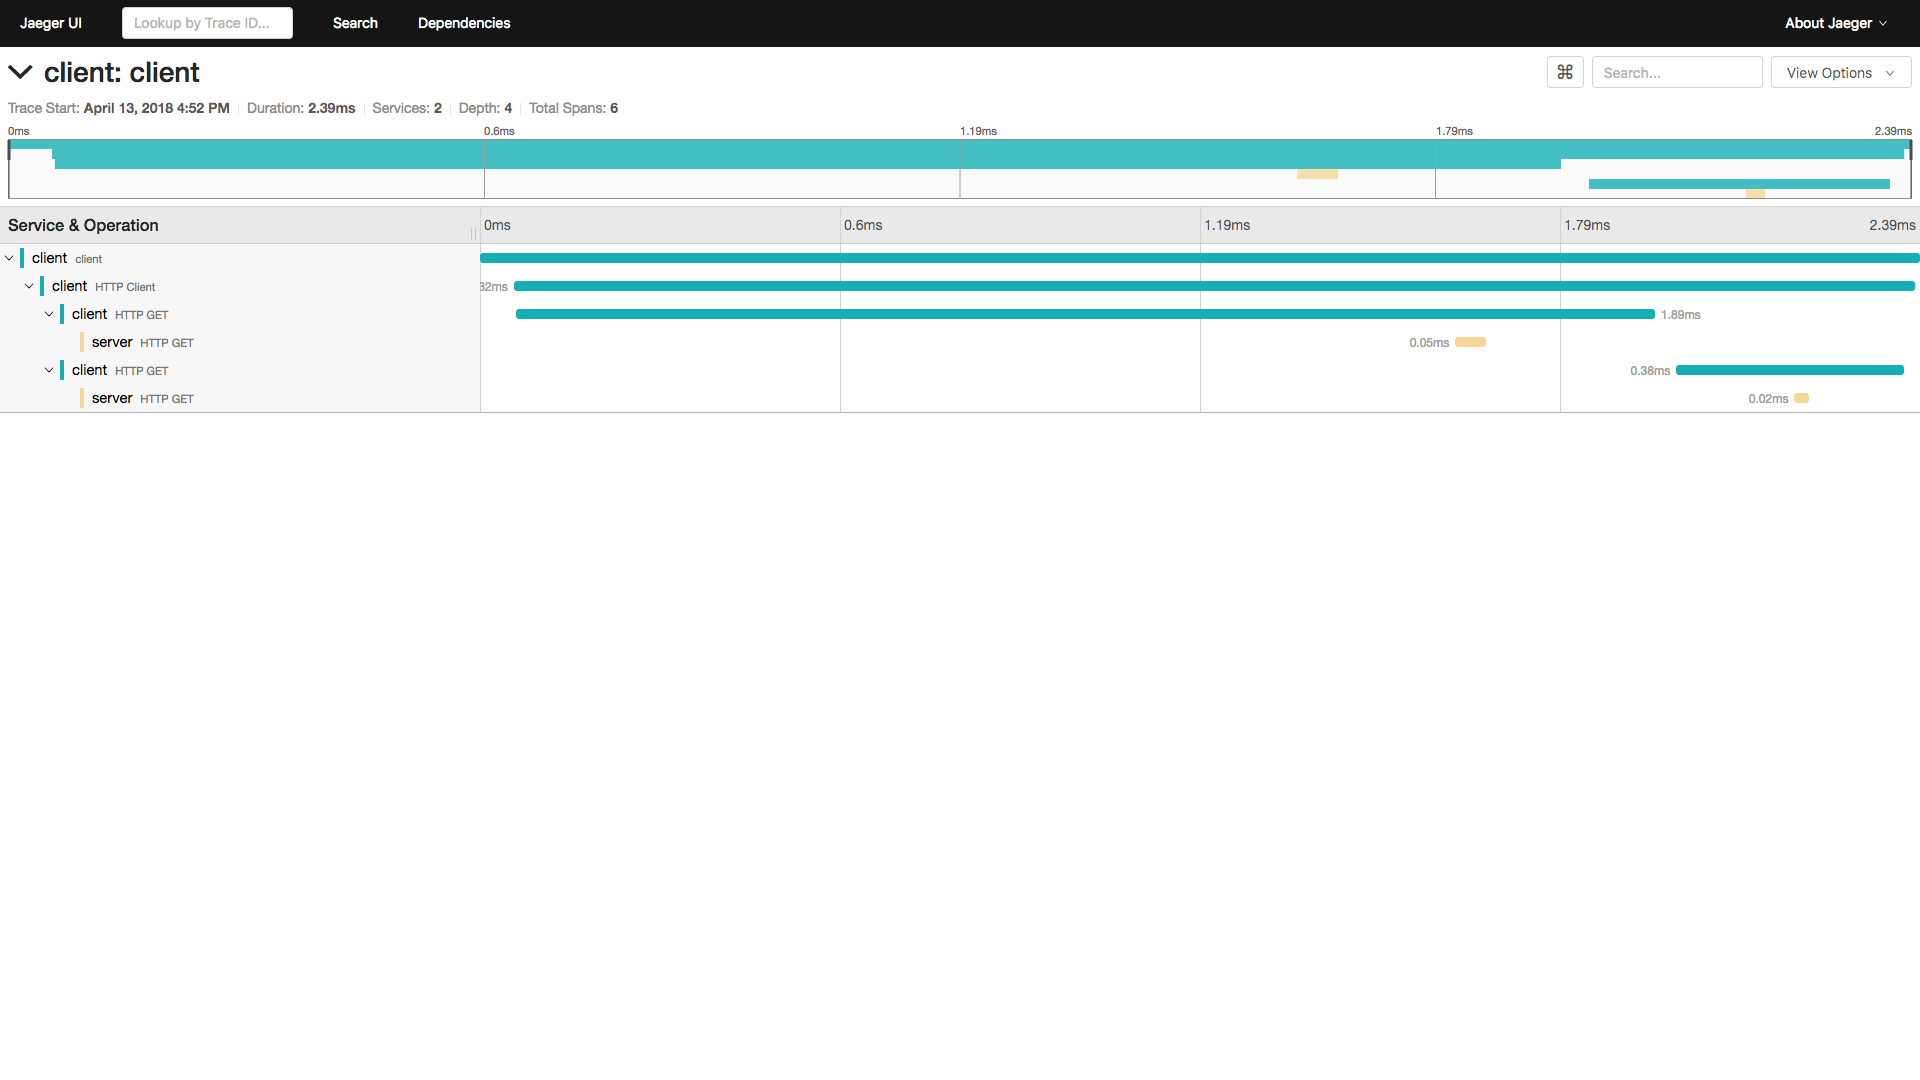 Jaeger UI Lookup by Trace ID... Search Dependencies About Jaeger
client: client ⌘ Search... View Options
Trace Start: April 13, 2018 4:52 PM Duration: 2.39ms Services: 2 Depth: 4 Total Spans: 6
0ms 0.6ms 1.19ms 1.79ms 2.39ms
Service & Operation 0ms 0.6ms 1.19ms 1.79ms 2.39ms
client client
client HTTP Client 32ms
client HTTP GET 1.89ms
server HTTP GET 0.05ms
client HTTP GET 0.38ms
server HTTP GET 0.02ms